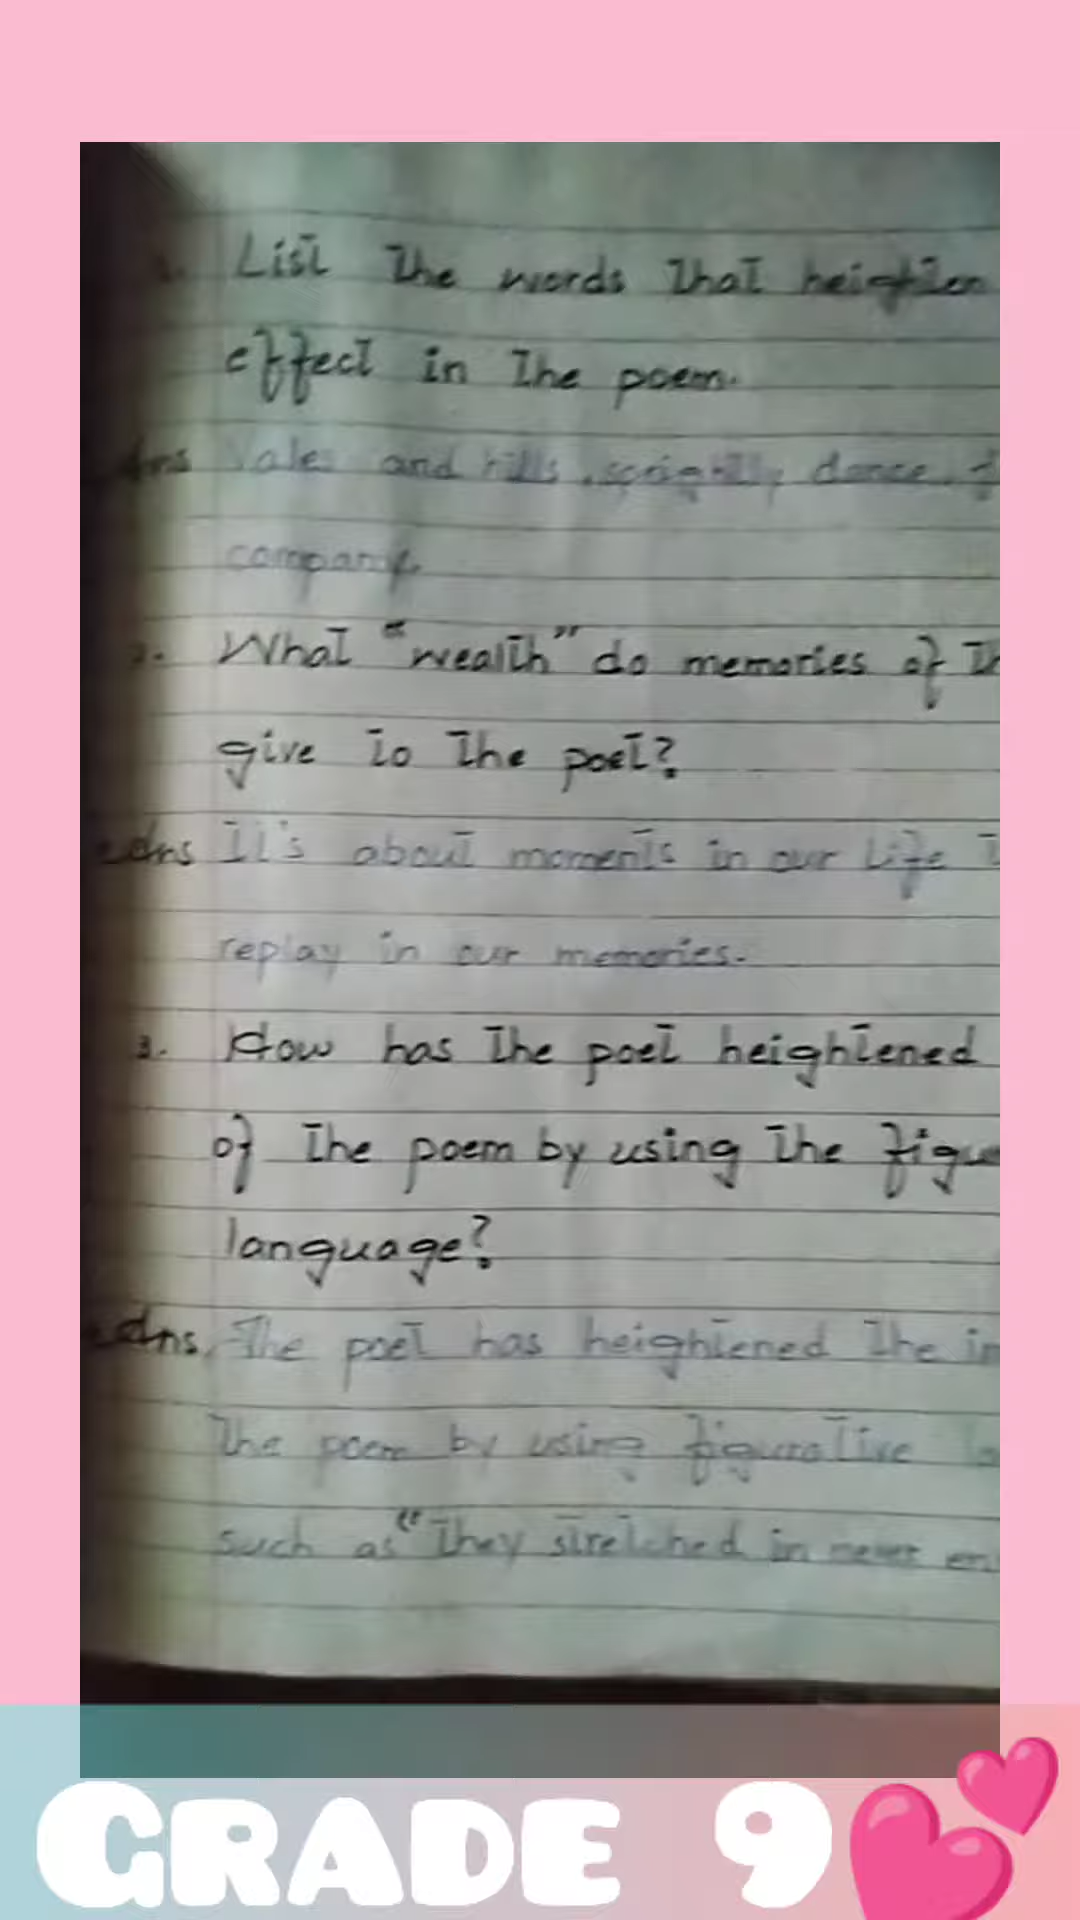 List the words that heighten
effect in the poem.
Ans Vales and hills, sprightly dance,
company.
2. What "wealth" do memories of
give to the poet?
Ans It's about moments in our life
replay in our memories.
3. How has the poet heightened
of the poem by using the
language?
Ans. The poet has heightened the
the poem by using figurative
such as "They stretched in never
GRADE 9